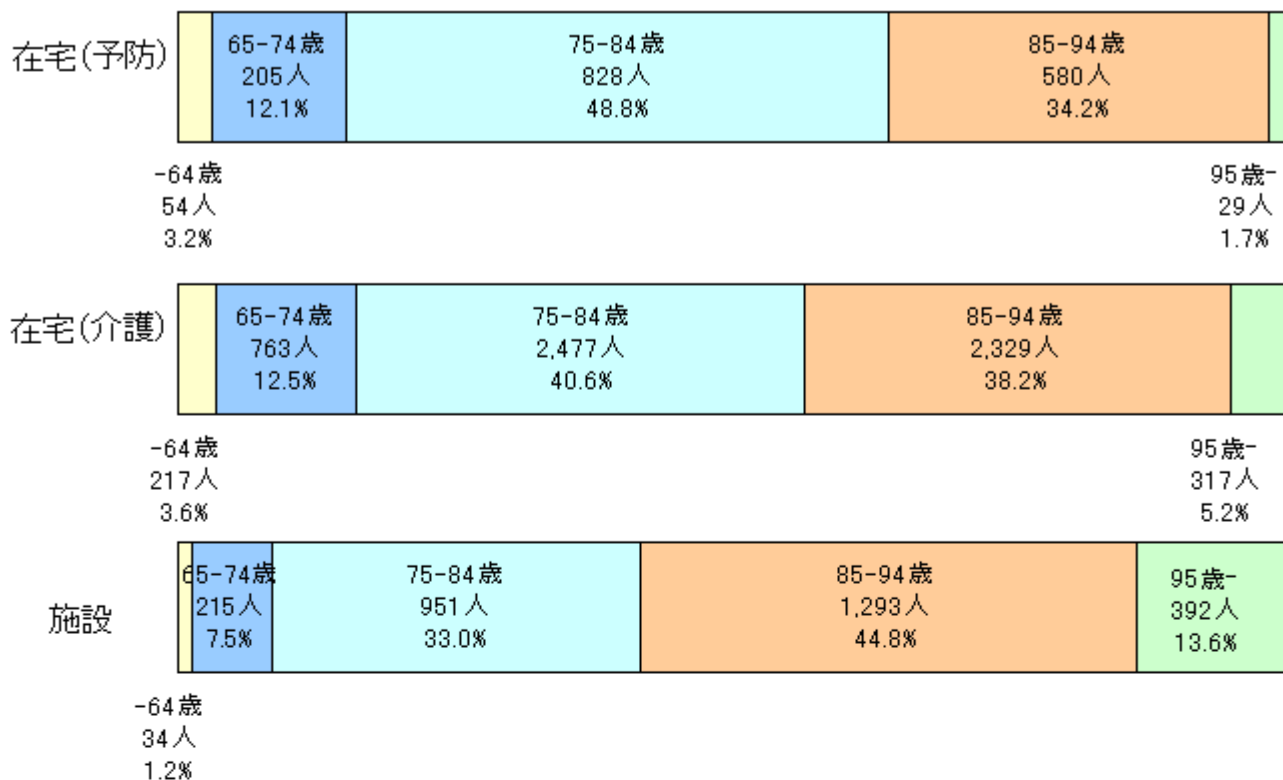 在宅(予防)
65-74歳
205人
12.1%
75-84歳
828人
48.8%
85-94歳
580人
34.2%
-64歳
54人
3.2%
95歳-
29人
1.7%
在宅(介護)
65-74歳
763人
12.5%
75-84歳
2,477人
40.6%
85-94歳
2,329人
38.2%
-64歳
217人
3.6%
95歳-
317人
5.2%
施設
65-74歳
215人
7.5%
75-84歳
951人
33.0%
85-94歳
1,293人
44.8%
95歳-
392人
13.6%
-64歳
34人
1.2%